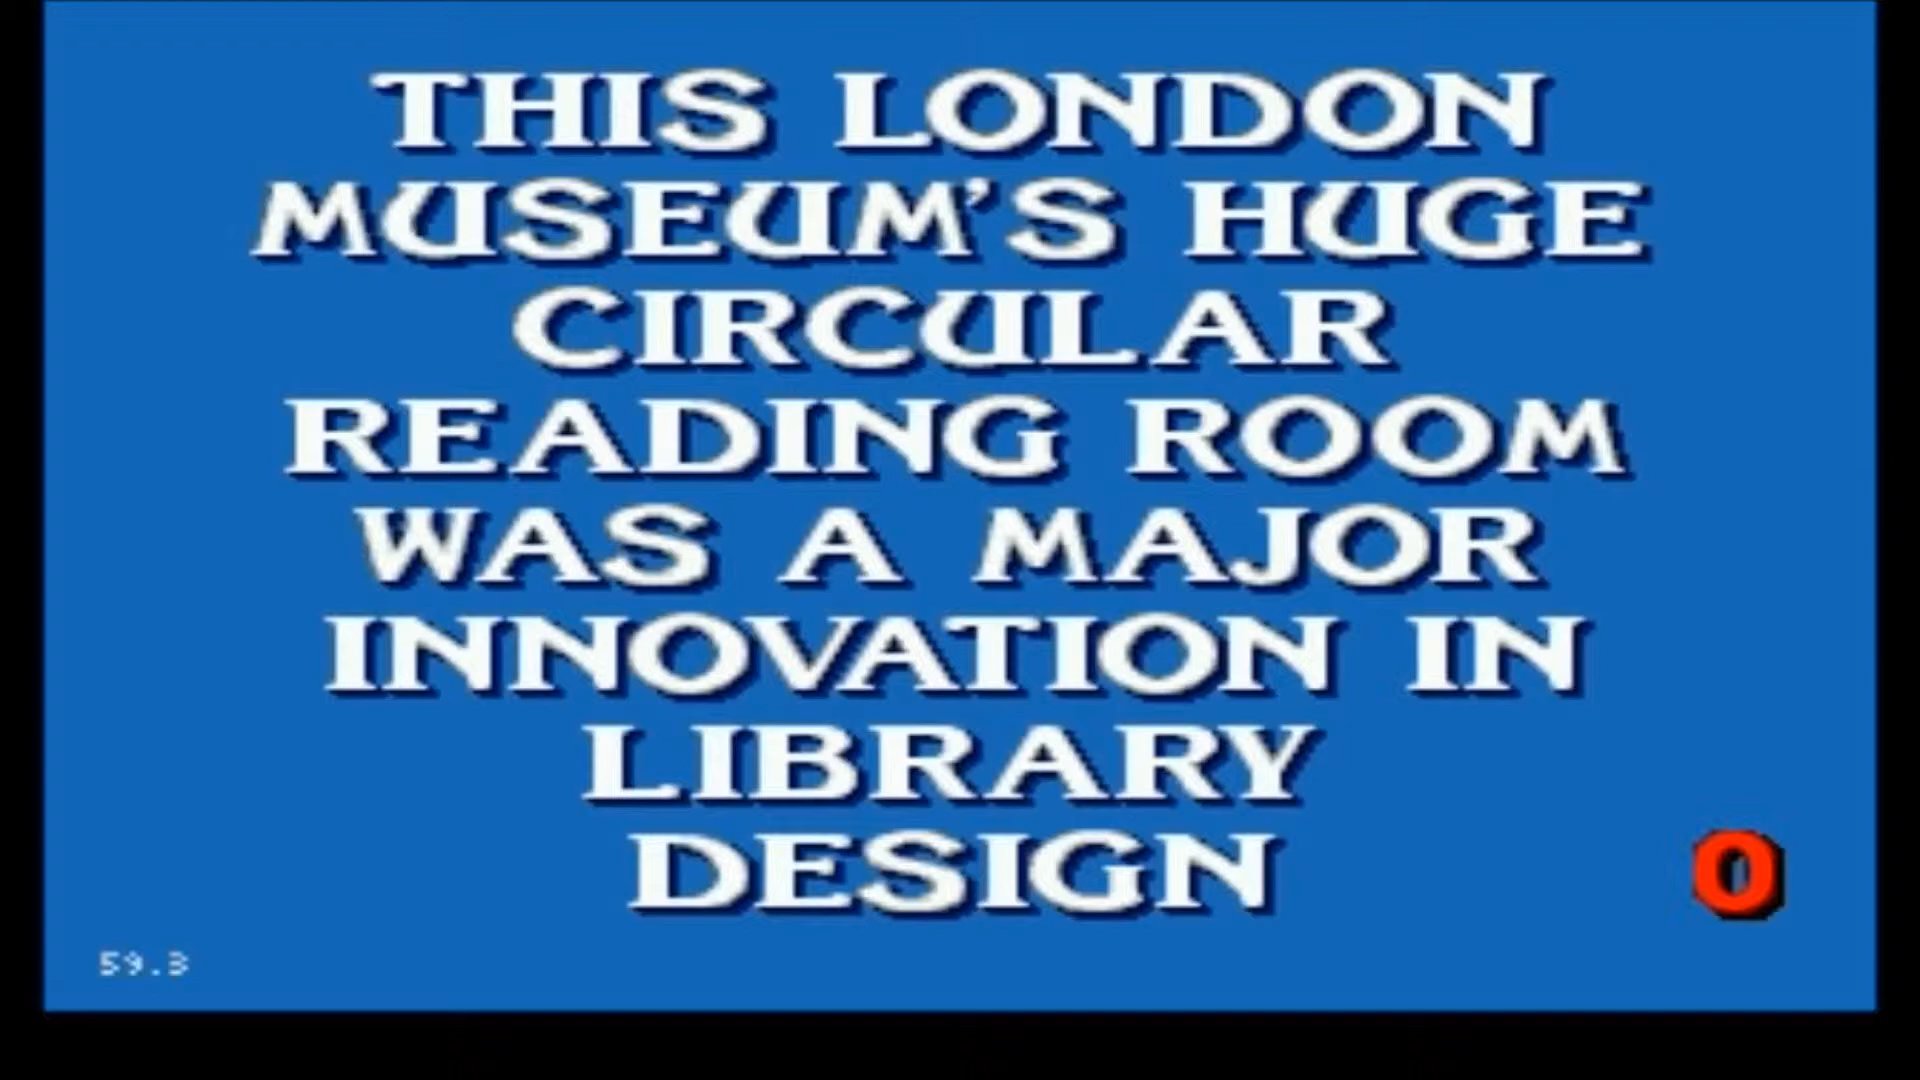 THIS LONDON
MUSEUM'S HUGE
CIRCULAR
READING ROOM
WAS A MAJOR
INNOVATION IN
LIBRARY
DESIGN
0
59.3